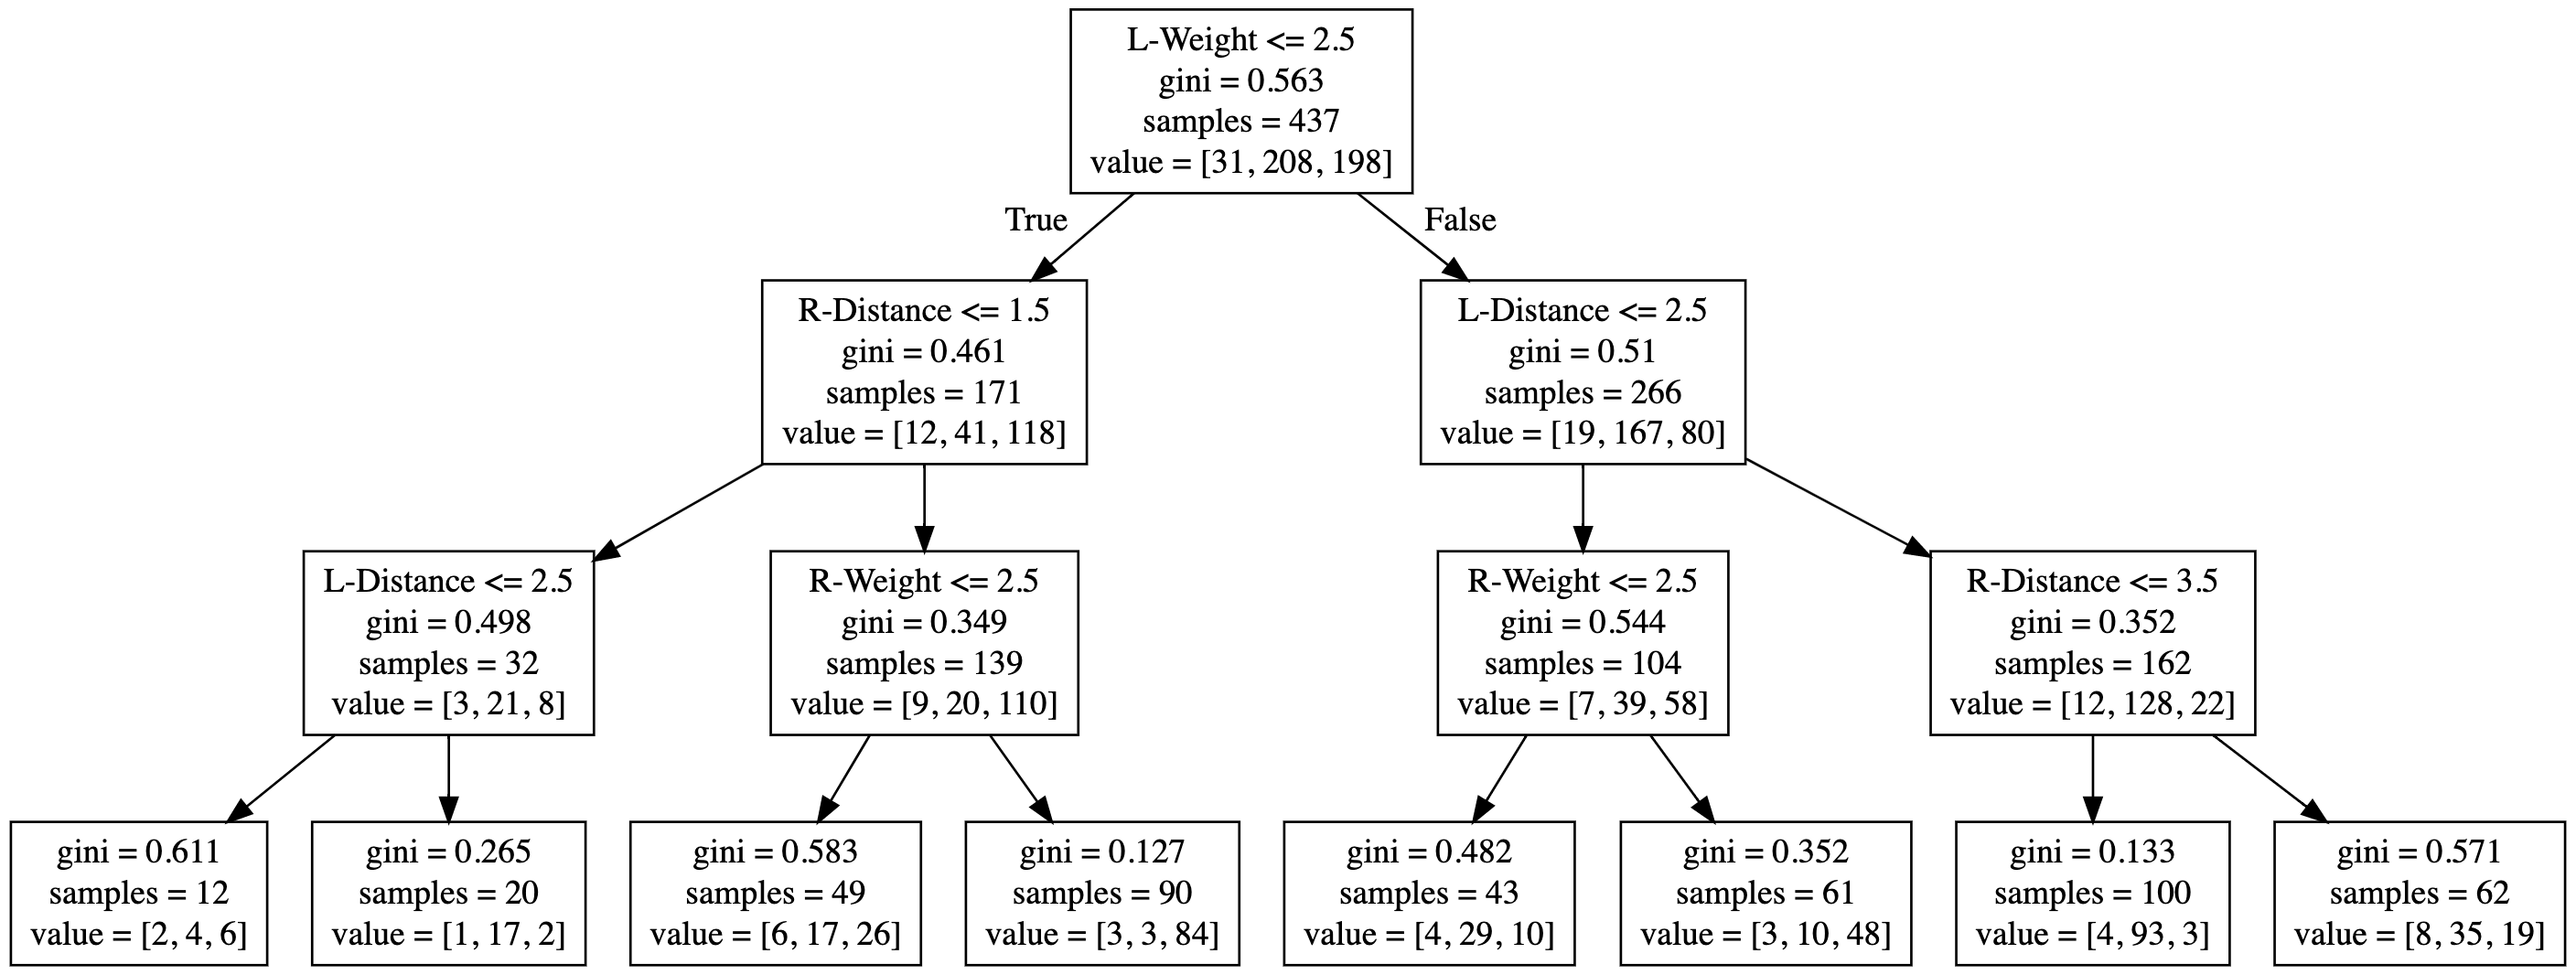 L-Weight <= 2.5
gini = 0.563
samples = 437
value = [31, 208, 198]
True
False
R-Distance <= 1.5
gini = 0.461
samples = 171
value = [12, 41, 118]
L-Distance <= 2.5
gini = 0.51
samples = 266
value = [19, 167, 80]
L-Distance <= 2.5
gini = 0.498
samples = 32
value = [3, 21, 8]
R-Weight <= 2.5
gini = 0.349
samples = 139
value = [9, 20, 110]
R-Weight <= 2.5
gini = 0.544
samples = 104
value = [7, 39, 58]
R-Distance <= 3.5
gini = 0.352
samples = 162
value = [12, 128, 22]
gini = 0.611
samples = 12
value = [2, 4, 6]
gini = 0.265
samples = 20
value = [1, 17, 2]
gini = 0.583
samples = 49
value = [6, 17, 26]
gini = 0.127
samples = 90
value = [3, 3, 84]
gini = 0.482
samples = 43
value = [4, 29, 10]
gini = 0.352
samples = 61
value = [3, 10, 48]
gini = 0.133
samples = 100
value = [4, 93, 3]
gini = 0.571
samples = 62
value = [8, 35, 19]